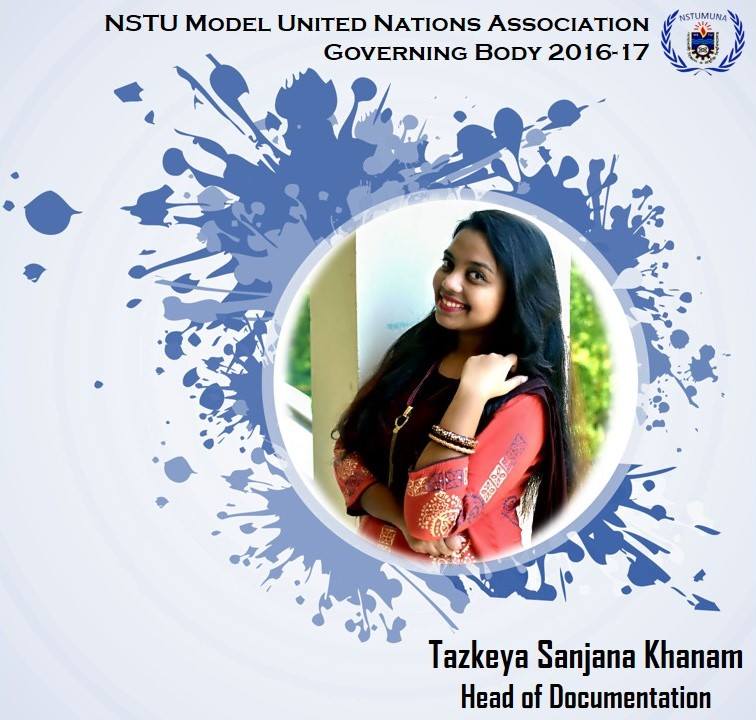 NSTU Model United Nations Association
Governing Body 2016-17
NSTUMUNA
Tazkeya Sanjana Khanam
Head of Documentation